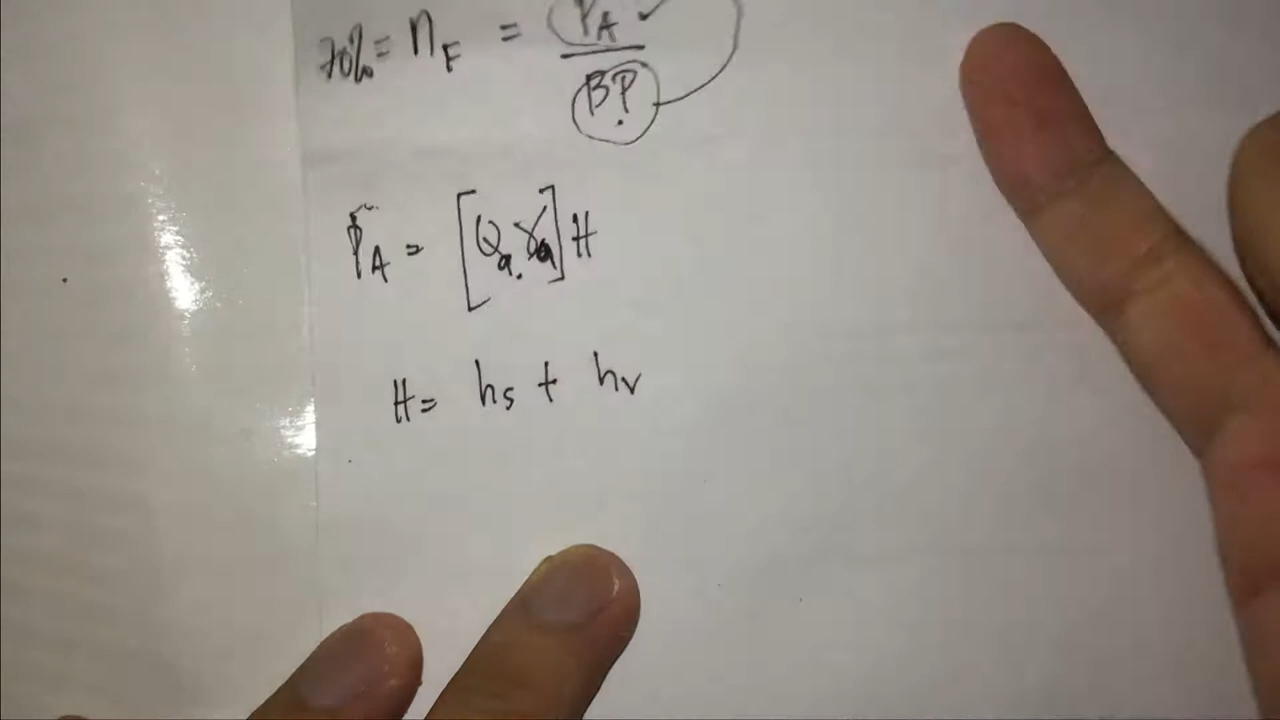 70% = η_F = P_A ✓ / BP?
P_A = [Q_a γ_a] H
H = h_s + h_v